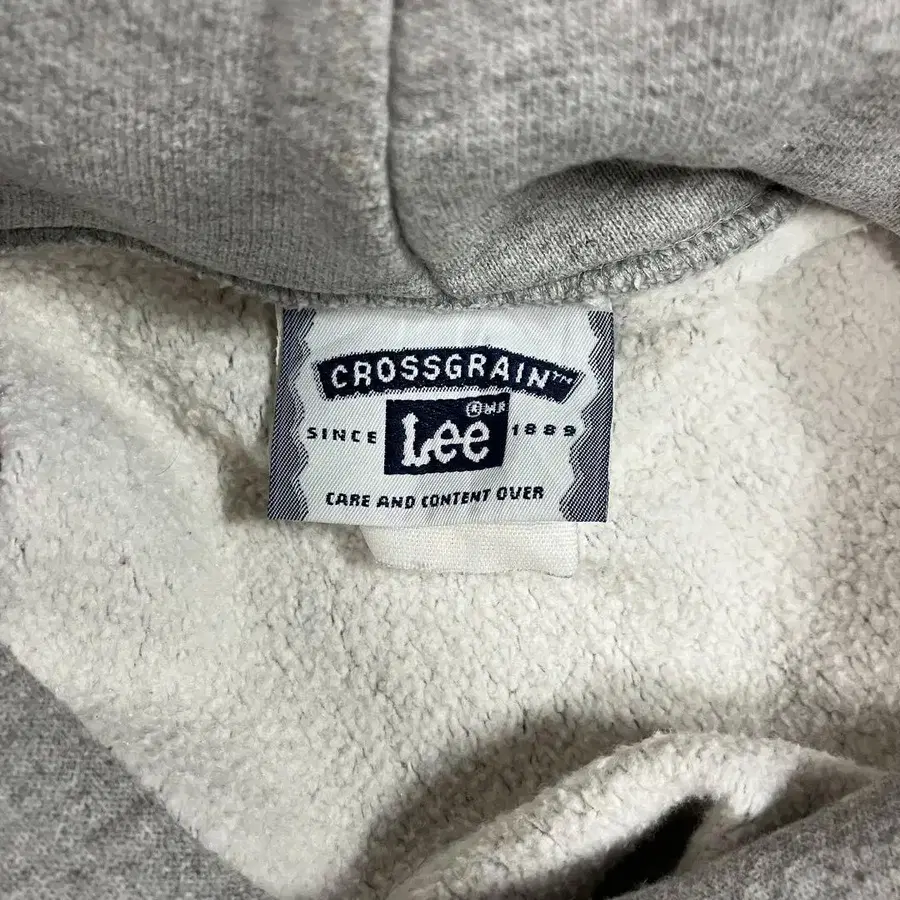 CROSSGRAIN™
® M.R.
Lee
SINCE 1889
CARE AND CONTENT OVER